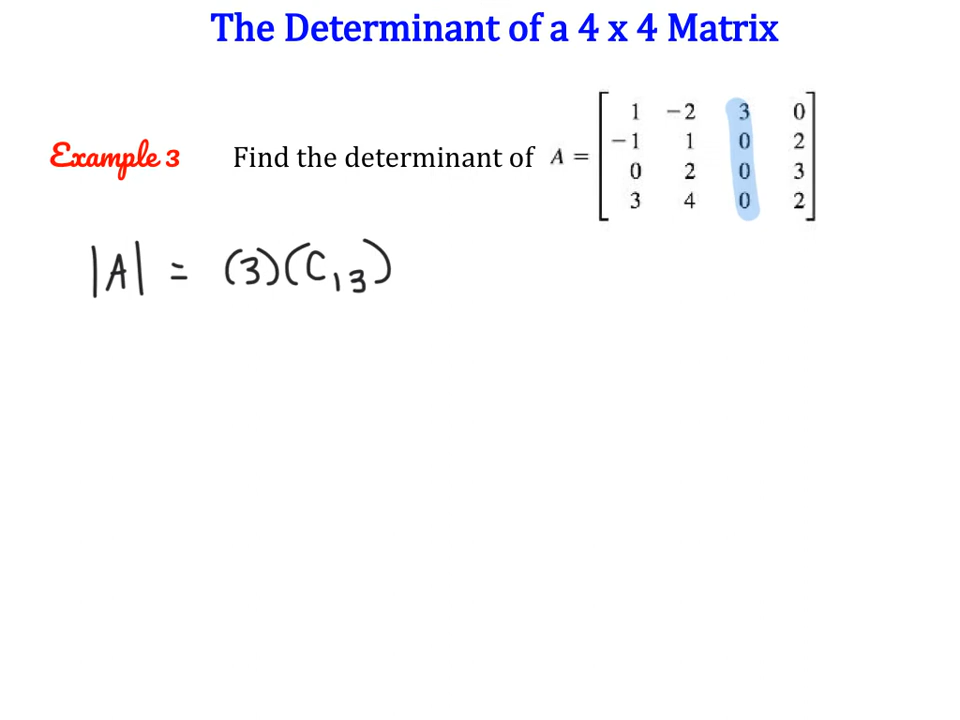 The Determinant of a 4 x 4 Matrix
Example 3 Find the determinant of A =
1 −2 3 0
−1 1 0 2
0 2 0 3
3 4 0 2
|A| = (3)(C₁₃)